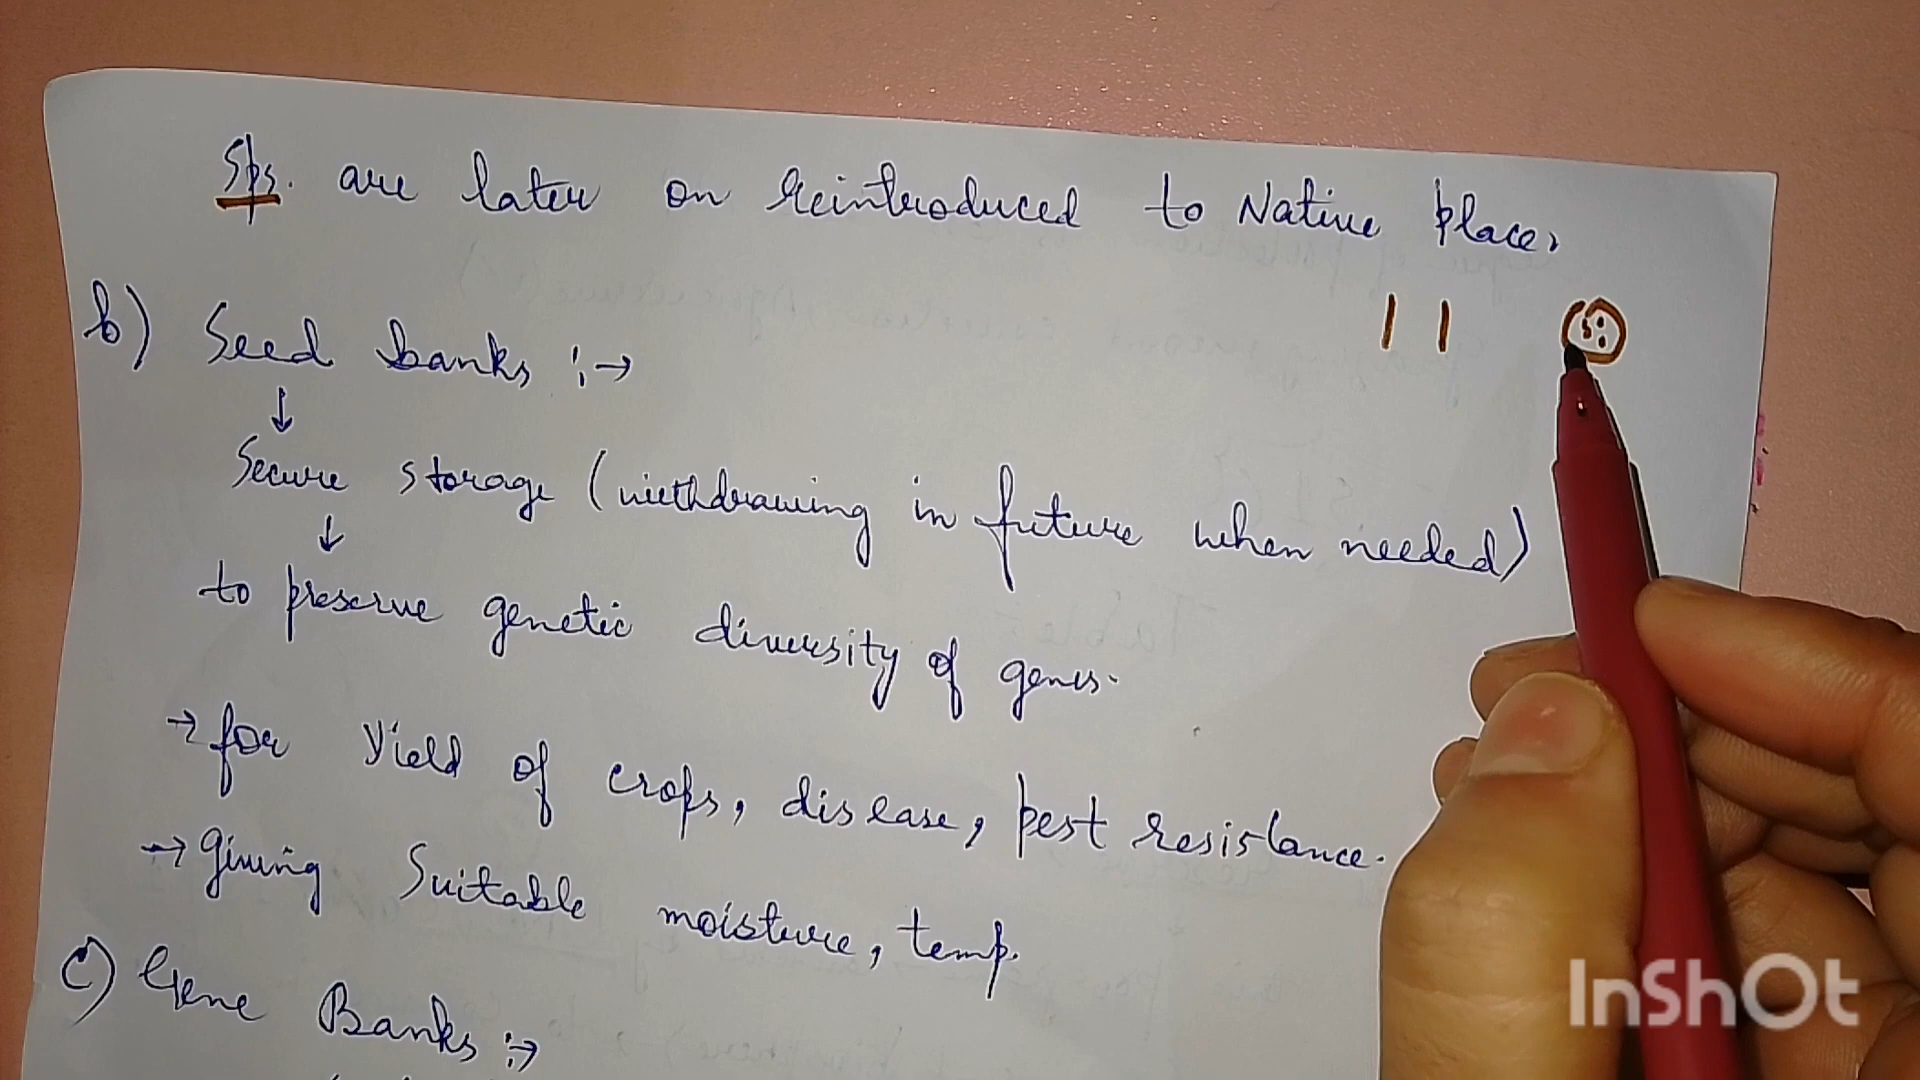 Sps. are later on reintroduced to Native place.
b) Seed banks :→
↓
Secure storage (withdrawing in future when needed)
↓
to preserve genetic diversity of genes.
→ for Yield of crops, disease, pest resistance.
→ giving Suitable moisture, temp.
c) Gene Banks :→
InShOt